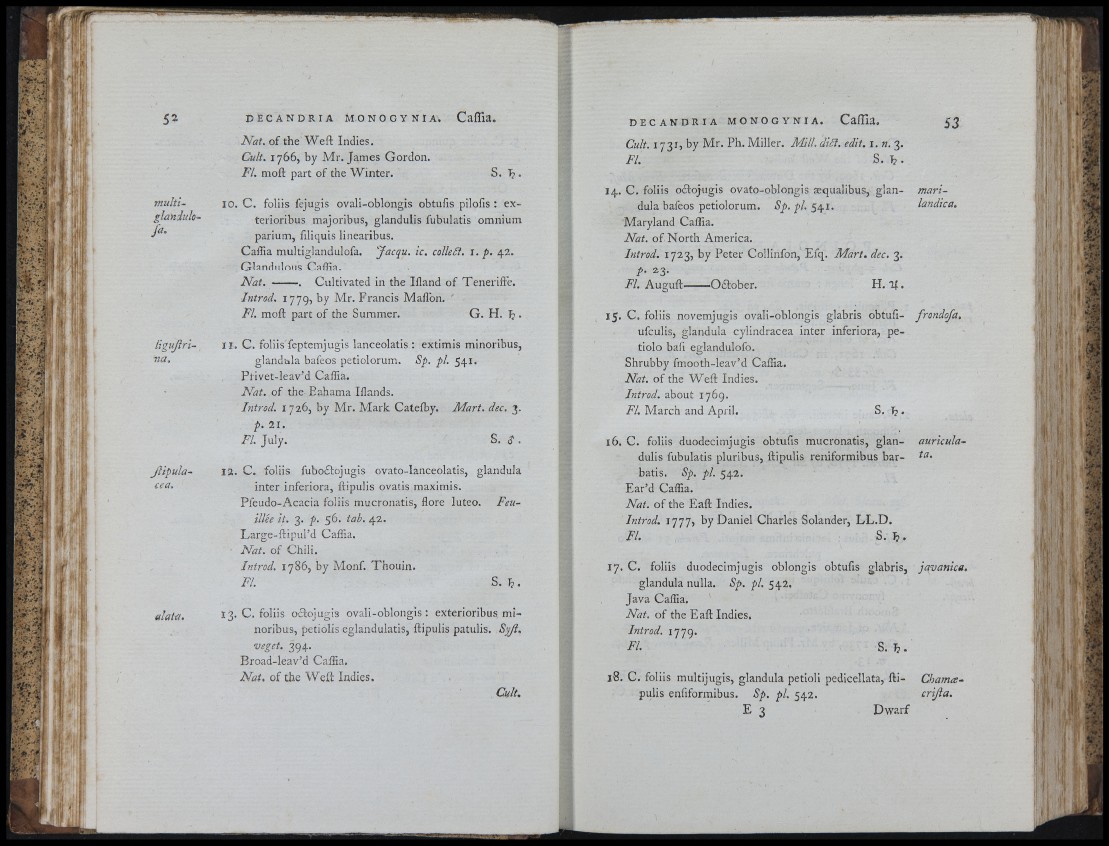 52 DECANDRIA MONOGYNIA. Caſſia.
Nat. of the Weſt Indies.
Cult. 1766, by Mr. James Gordon.
Fl. moſt part of the Winter. S. ♄.
multi-
glandulo-
ſa.
10. C. foliis ſejugis ovali-oblongis obtuſis piloſis : ex-
terioribus majoribus, glandulis ſubulatis omnium
parium, ſiliquis linearibus.
Caſſia multiglanduloſa. Jacqu. ic. collect. 1. p. 42.
Glandulous Caſſia.
Nat. ——. Cultivated in the Iſland of Teneriffe.
Introd. 1779, by Mr. Francis Maſſon.
Fl. moſt part of the Summer. G. H. ♄.
liguſtri-
na.
11. C. foliis ſeptemjugis lanceolatis : extimis minoribus,
glandula baſeos petiolorum. Sp. pl. 541.
Privet-leav'd Caſſia.
Nat. of the Bahama Iſlands.
Introd. 1726, by Mr. Mark Cateſby. Mart. dec. 3.
p. 21.
Fl. July. S. ♂.
ſtipula-
cea.
12. C. foliis ſuboctojugis ovato-lanceolatis, glandula
inter inferiora, ſtipulis ovatis maximis.
Pſeudo-Acacia foliis mucronatis, flore luteo. Feu-
illée it. 3. p. 56. tab. 42.
Large-ſtipul'd Caſſia.
Nat. of Chili.
Introd. 1786, by Monſ. Thouin.
Fl. S. ♄.
alata.
13. C. foliis octojugis ovali-oblongis : exterioribus mi-
noribus, petiolis eglandulatis, ſtipulis patulis. Syſt.
veget. 394.
Broad-leav'd Caſſia.
Nat. of the Weſt Indies.
Cult.
DECANDRIA MONOGYNIA. Caſſia. 53
Cult. 1731, by Mr. Ph. Miller. Mill. dict. edit. 1. n. 3.
Fl. S. ♄.
14. C. foliis octojugis ovato-oblongis æqualibus, glan-
dula baſeos petiolorum. Sp. pl. 541.
Maryland Caſſia.
Nat. of North America.
Introd. 1723, by Peter Collinſon, Eſq. Mart. dec. 3.
p. 23.
Fl. Auguſt——October. H. ♃.
mari-
landica.
15. C. foliis novemjugis ovali-oblongis glabris obtuſi-
uſculis, glandula cylindracea inter inferiora, pe-
tiolo baſi eglanduloſo.
Shrubby ſmooth-leav'd Caſſia.
Nat. of the Weſt Indies.
Introd. about 1769.
Fl. March and April. S. ♄.
frondoſa.
16. C. foliis duodecimjugis obtuſis mucronatis, glan-
dulis ſubulatis pluribus, ſtipulis reniformibus bar-
batis. Sp. pl. 542.
Ear'd Caſſia.
Nat. of the Eaſt Indies.
Introd. 1777, by Daniel Charles Solander, LL.D.
Fl. S. ♄.
auricula-
ta.
17. C. foliis duodecimjugis oblongis obtuſis glabris,
glandula nulla. Sp. pl. 542.
Java Caſſia.
Nat. of the Eaſt Indies.
Introd. 1779.
Fl. S. ♄.
javanica.
18. C. foliis multijugis, glandula petioli pedicellata, ſti-
pulis enſiformibus. Sp. pl. 542.
Chamæ-
criſta.
E 3 Dwarf